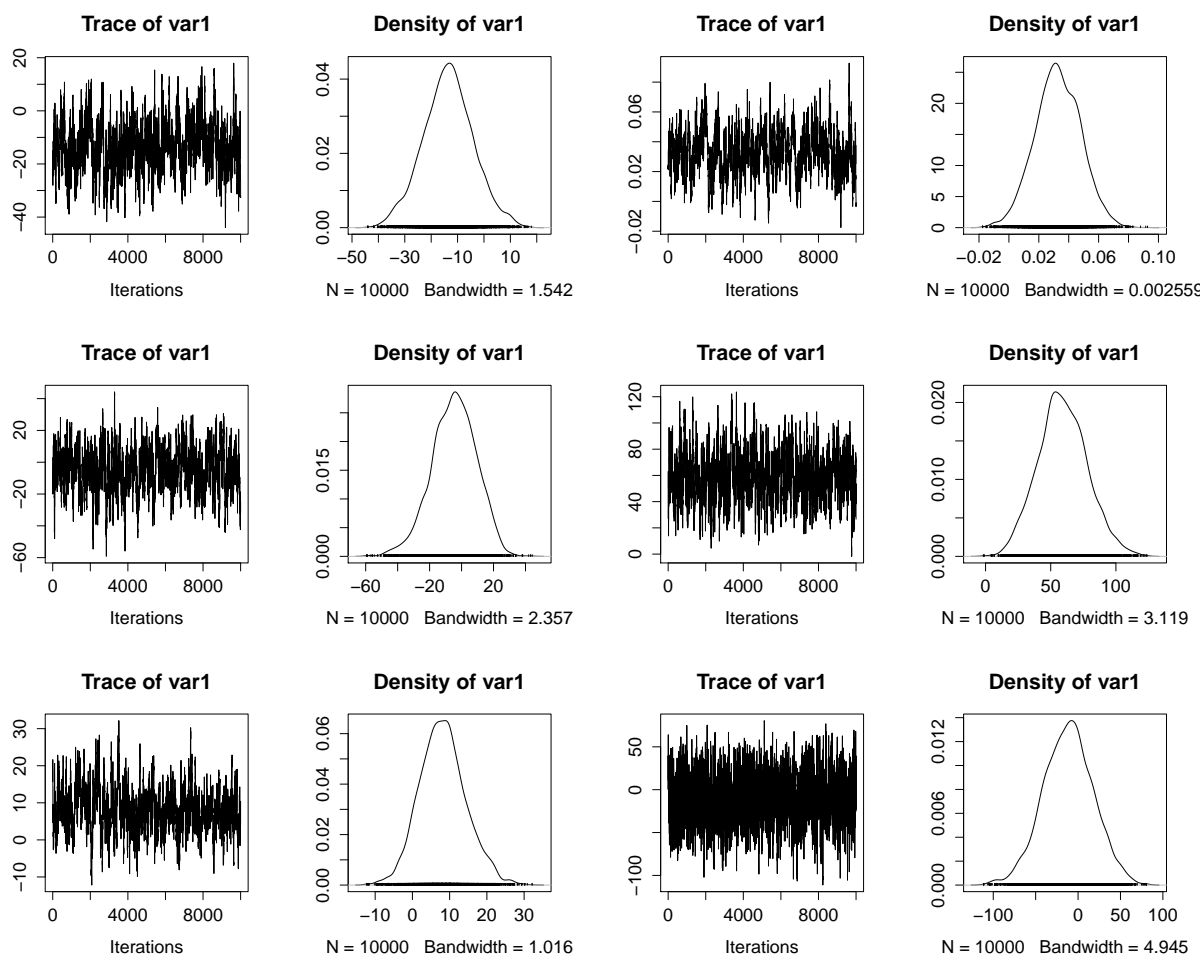 Trace of var1 Density of var1 Trace of var1 Density of var1
20
0
−20
−40
0 4000 8000
Iterations
0.04
0.02
0.00
−50 −30 −10 10
N = 10000 Bandwidth = 1.542
0.06
0.02
−0.02
0 4000 8000
Iterations
20
10
5
0
−0.02 0.02 0.06 0.10
N = 10000 Bandwidth = 0.002559
Trace of var1 Density of var1 Trace of var1 Density of var1
20
−20
−60
0 4000 8000
Iterations
0.015
0.000
−60 −20 20
N = 10000 Bandwidth = 2.357
120
80
40
0
0 4000 8000
Iterations
0.020
0.010
0.000
0 50 100
N = 10000 Bandwidth = 3.119
Trace of var1 Density of var1 Trace of var1 Density of var1
30
20
10
0
−10
0 4000 8000
Iterations
0.06
0.04
0.02
0.00
−10 0 10 20 30
N = 10000 Bandwidth = 1.016
50
0
−100
0 4000 8000
Iterations
0.012
0.006
0.000
−100 0 50 100
N = 10000 Bandwidth = 4.945